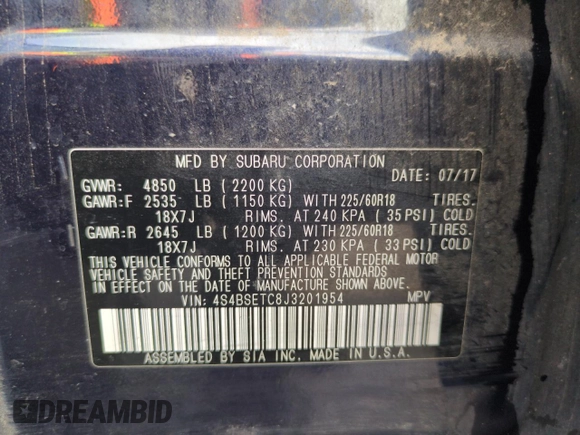 MFD BY SUBARU CORPORATION
DATE: 07/17
GVWR: 4850 LB ( 2200 KG)
GAWR:F 2535 LB ( 1150 KG) WITH 225/60R18 TIRES.
18X7J RIMS. AT 240 KPA ( 35 PSI) COLD
GAWR:R 2645 LB ( 1200 KG) WITH 225/60R18 TIRES.
18X7J RIMS. AT 230 KPA ( 33 PSI) COLD
THIS VEHICLE CONFORMS TO ALL APPLICABLE FEDERAL MOTOR
VEHICLE SAFETY AND THEFT PREVENTION STANDARDS
IN EFFECT ON THE DATE OF MANUFACTURE SHOWN ABOVE.
VIN: 4S4BSETC8J3201954 MPV
ASSEMBLED BY SIA INC. MADE IN U.S.A.
DREAMBID